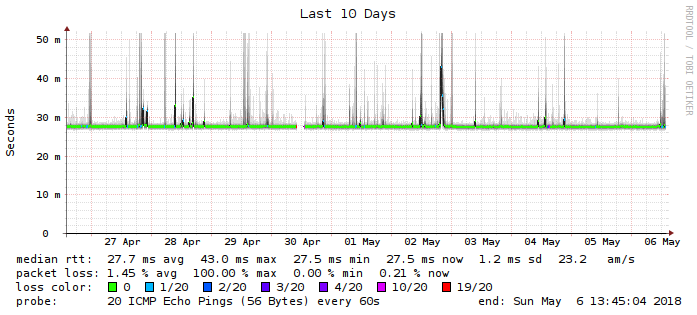 Last 10 Days
RRDTOOL / TOBI OETIKER
Seconds
50 m
40 m
30 m
20 m
10 m
0
27 Apr 28 Apr 29 Apr 30 Apr 01 May 02 May 03 May 04 May 05 May 06 May
median rtt: 27.7 ms avg 43.0 ms max 27.5 ms min 27.5 ms now 1.2 ms sd 23.2 am/s
packet loss: 1.45 % avg 100.00 % max 0.00 % min 0.21 % now
loss color: 0 1/20 2/20 3/20 4/20 10/20 19/20
probe: 20 ICMP Echo Pings (56 Bytes) every 60s end: Sun May 6 13:45:04 2018